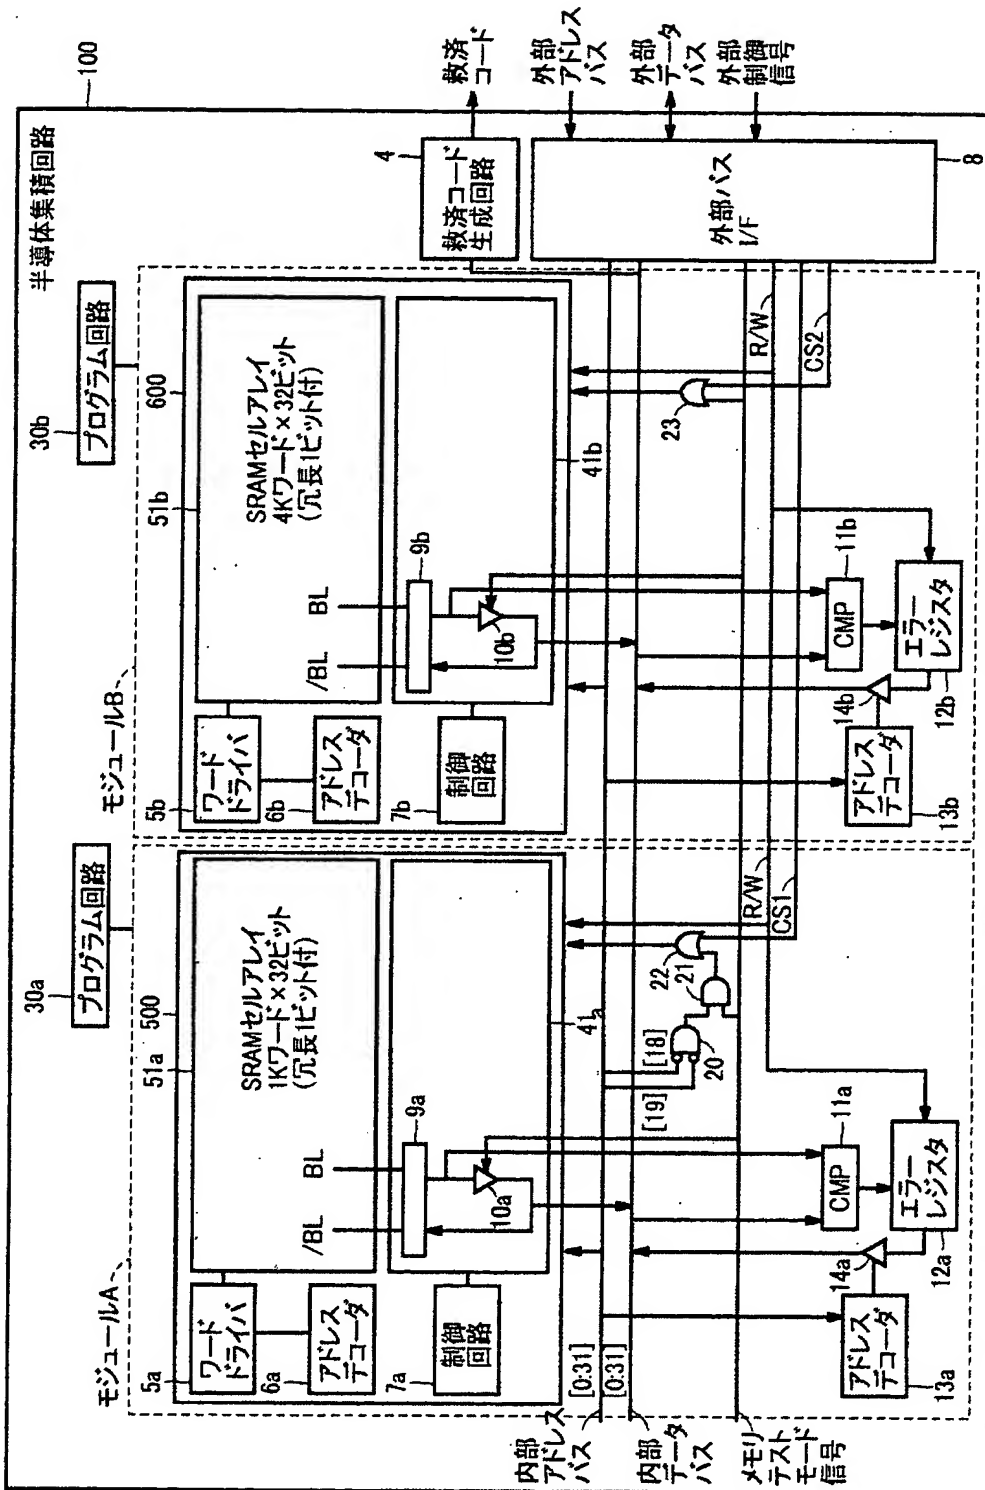 半導体集積回路
100
30a
プログラム回路
30b
プログラム回路
モジュールA
モジュールB
500
51a
SRAMセルアレイ
1Kワード×32ビット
(冗長1ビット付)
5a
ワード
ドライバ
6a
アドレス
デコーダ
7a
制御
回路
/BL
BL
9a
10a
41a
600
51b
SRAMセルアレイ
4Kワード×32ビット
(冗長1ビット付)
5b
ワード
ドライバ
6b
アドレス
デコーダ
7b
制御
回路
/BL
BL
9b
10b
41b
4
救済コード
生成回路
救済
コード
外部
アドレス
バス
外部
データ
バス
外部
制御
信号
外部バス
I/F
8
内部
アドレス
バス
[0:31]
内部
データ
バス
[0:31]
メモリ
テスト
モード
信号
[19]
[18]
20
21
22
R/W
CS1
23
R/W
CS2
アドレス
デコーダ
13a
14a
CMP
11a
エラー
レジスタ
12a
アドレス
デコーダ
13b
14b
CMP
11b
エラー
レジスタ
12b